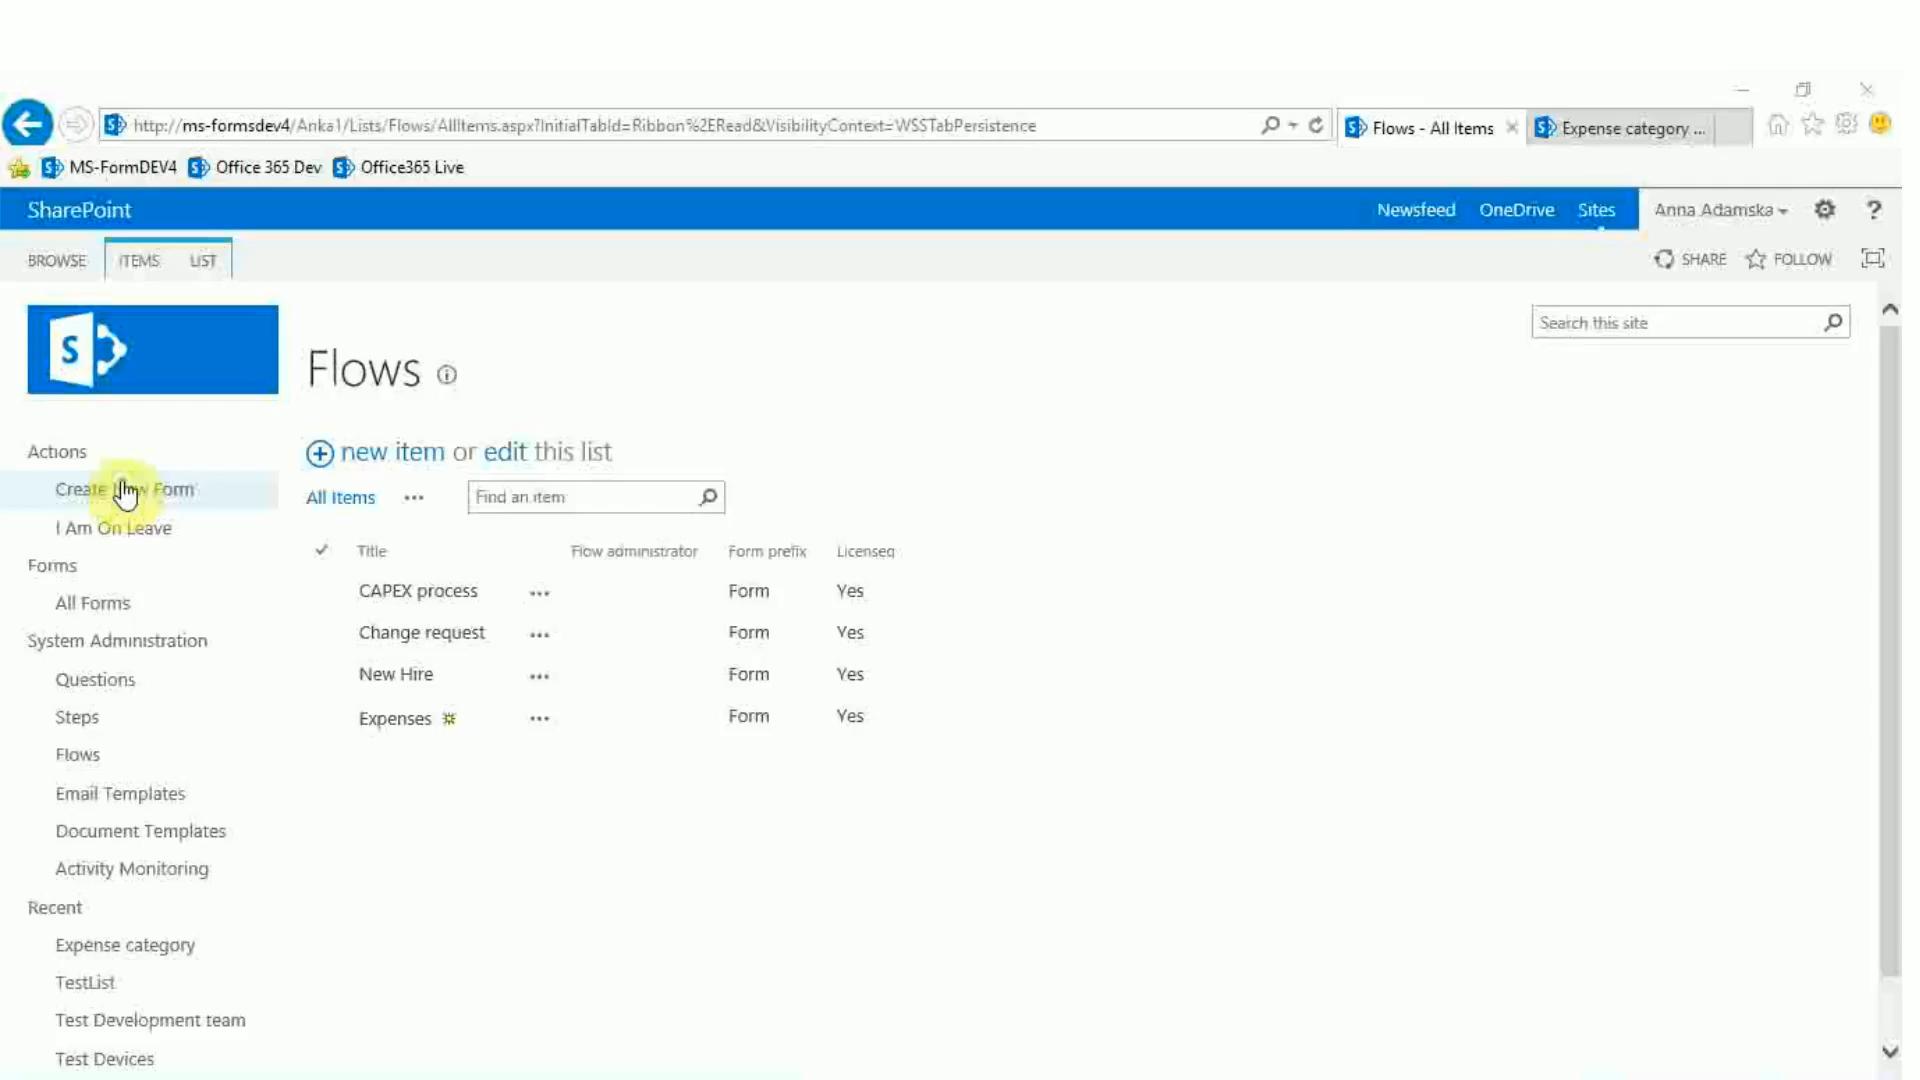 http://ms-formsdev4/Anka1/Lists/Flows/AllItems.aspx?InitialTabId=Ribbon%2ERead&VisibilityContext=WSSTabPersistence
Flows - All Items
Expense category ...
MS-FormDEV4
Office 365 Dev
Office365 Live
SharePoint
Newsfeed
OneDrive
Sites
Anna Adamska
?
BROWSE
ITEMS
LIST
SHARE
FOLLOW
S
Search this site
Flows
new item or edit this list
All Items
...
Find an item
Actions
Create New Form
I Am On Leave
Forms
All Forms
System Administration
Questions
Steps
Flows
Email Templates
Document Templates
Activity Monitoring
Recent
Expense category
TestList
Test Development team
Test Devices
Title Flow administrator Form prefix Licensed
CAPEX process ... Form Yes
Change request ... Form Yes
New Hire ... Form Yes
Expenses ... Form Yes